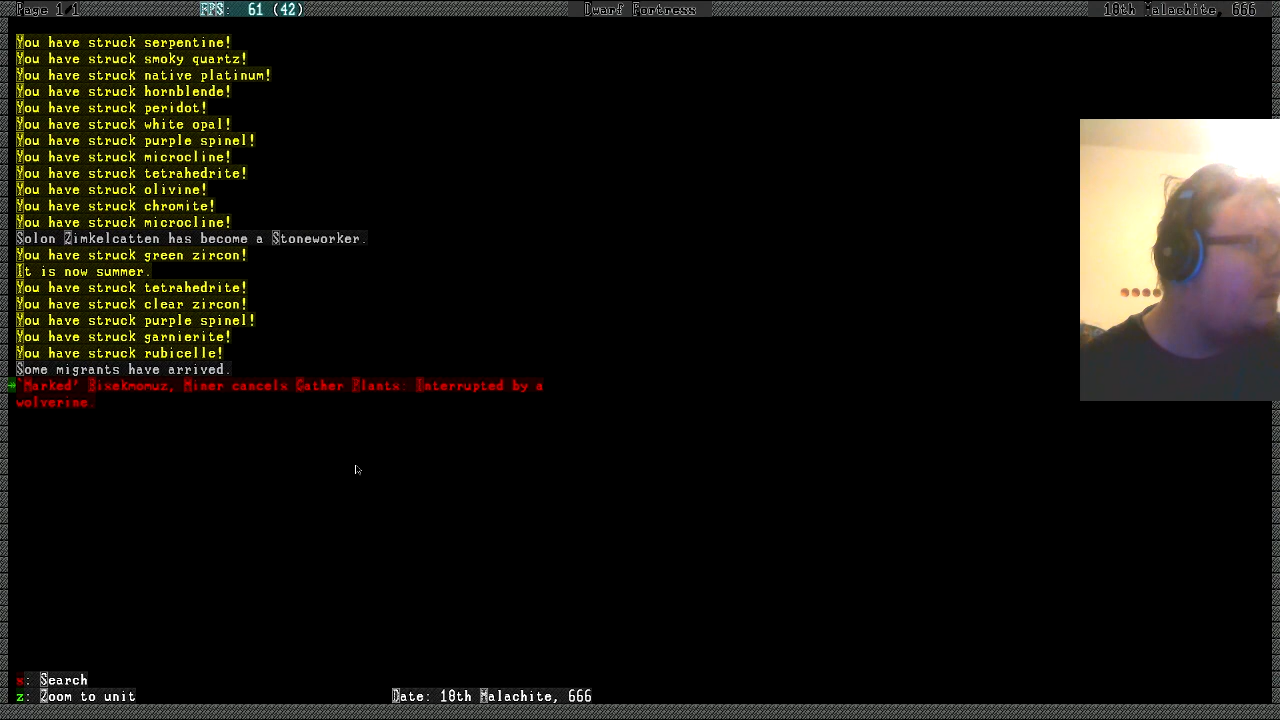 Page 1/1 FPS: 61 (42) Dwarf Fortress 18th Malachite, 666
You have struck serpentine!
You have struck smoky quartz!
You have struck native platinum!
You have struck hornblende!
You have struck peridot!
You have struck white opal!
You have struck purple spinel!
You have struck microcline!
You have struck tetrahedrite!
You have struck olivine!
You have struck chromite!
You have struck microcline!
Solon Zimkelcatten has become a Stoneworker.
You have struck green zircon!
It is now summer.
You have struck tetrahedrite!
You have struck clear zircon!
You have struck purple spinel!
You have struck garnierite!
You have struck rubicelle!
Some migrants have arrived.
`Marked' Bisekmomuz, Miner cancels Gather Plants: Interrupted by a
wolverine.
s: Search
z: Zoom to unit Date: 18th Malachite, 666